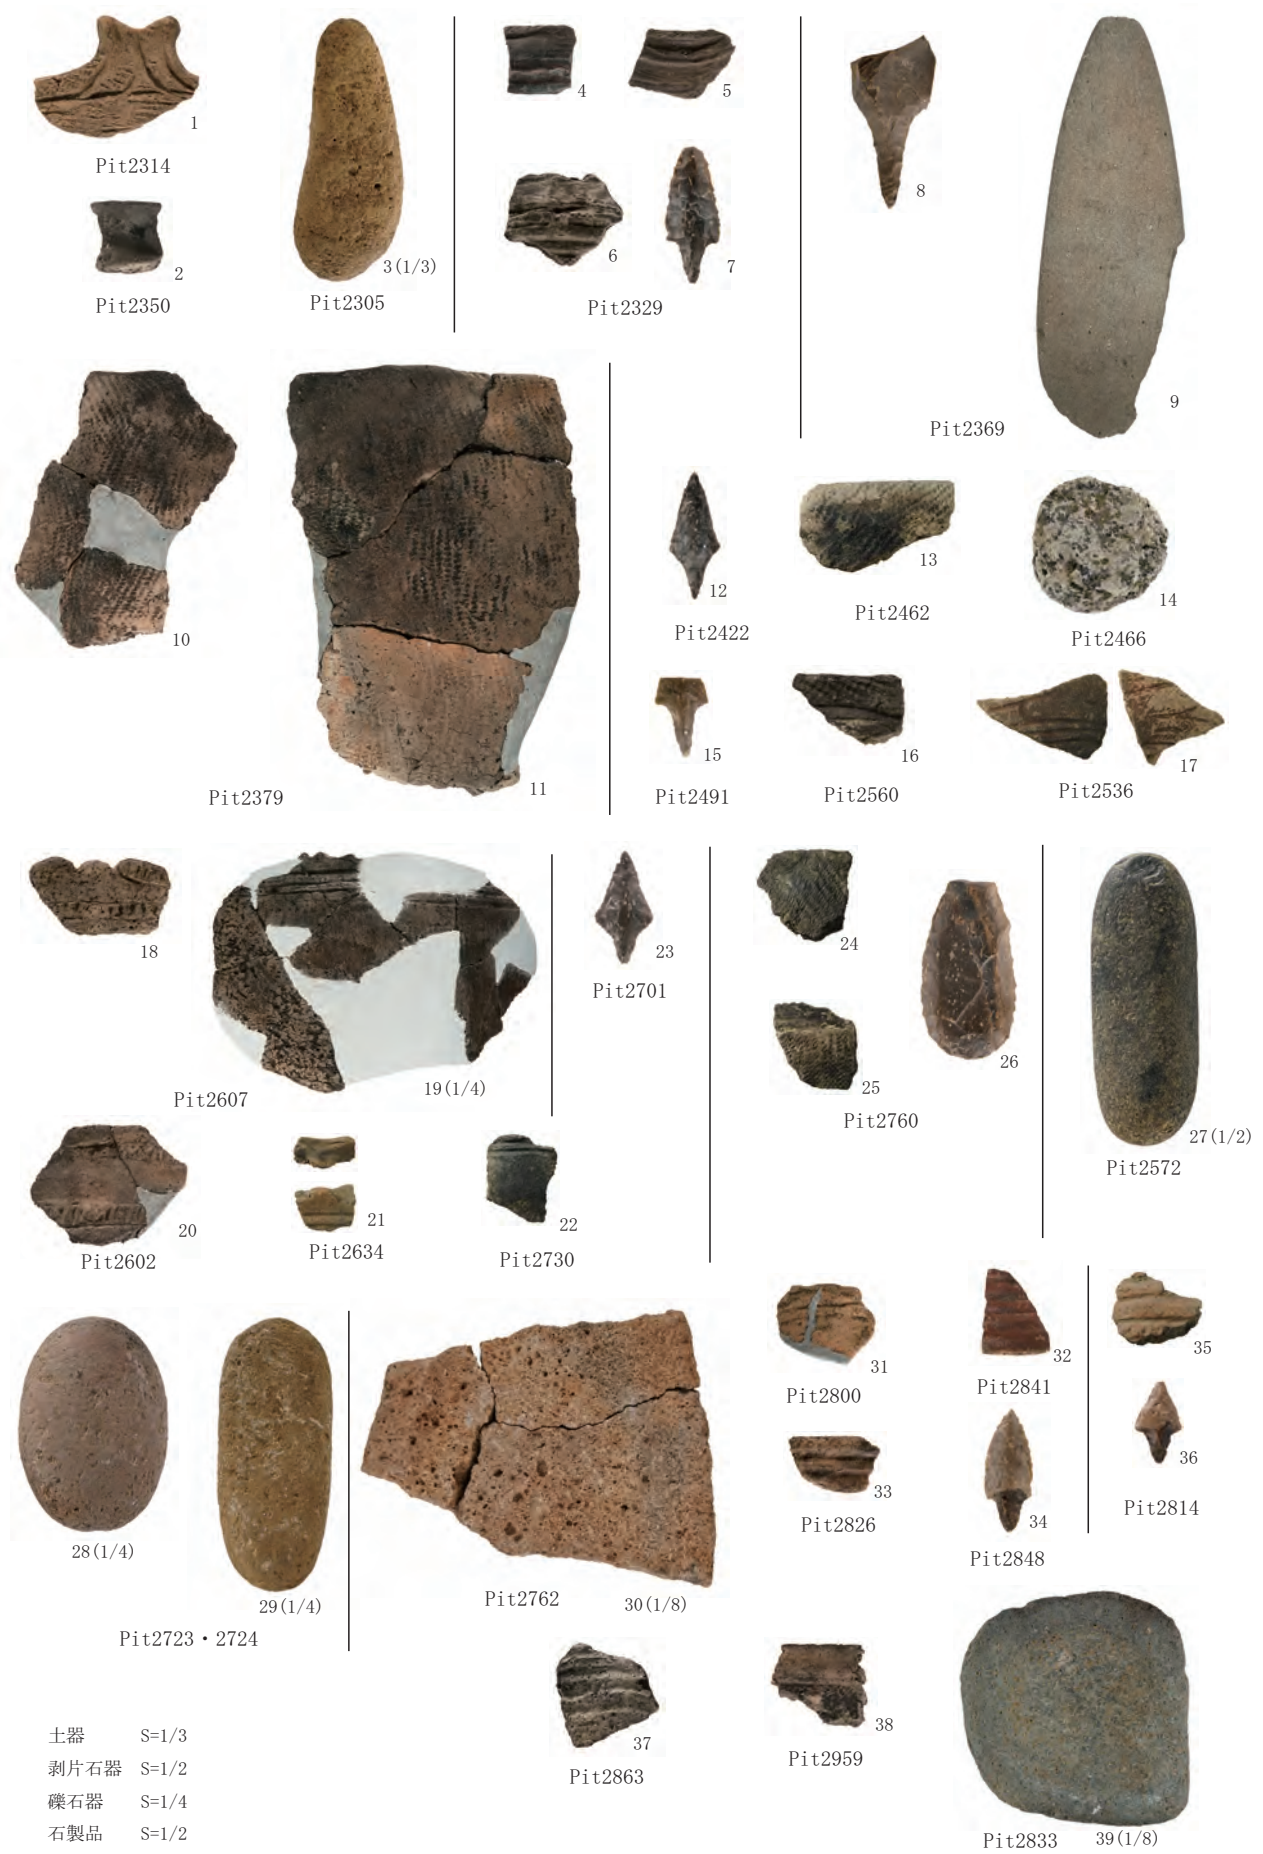 1
Pit2314
2
Pit2350
3(1/3)
Pit2305
4
5
6
7
Pit2329
8
9
Pit2369
10
11
Pit2379
12
Pit2422
13
Pit2462
14
Pit2466
15
Pit2491
16
Pit2560
17
Pit2536
18
19(1/4)
Pit2607
20
Pit2602
21
Pit2634
22
Pit2730
23
Pit2701
24
25
26
Pit2760
27(1/2)
Pit2572
28(1/4)
29(1/4)
Pit2723・2724
Pit2762
30(1/8)
31
Pit2800
32
Pit2841
33
Pit2826
34
Pit2848
35
36
Pit2814
37
Pit2863
38
Pit2959
Pit2833
39(1/8)
土器 S=1/3
剥片石器 S=1/2
礫石器 S=1/4
石製品 S=1/2